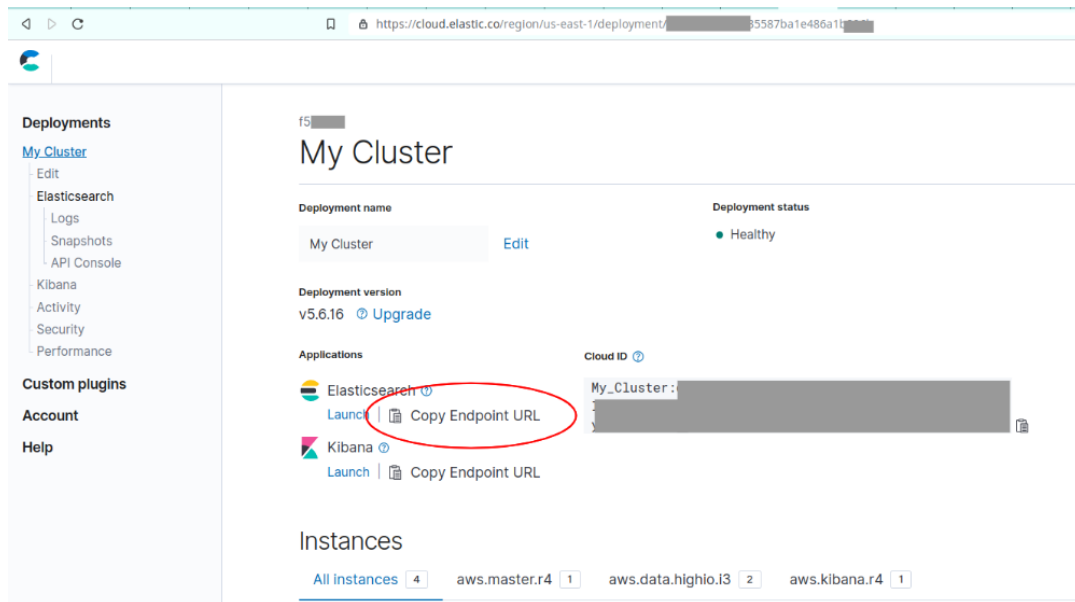 https://cloud.elastic.co/region/us-east-1/deployment/ 35587ba1e486a1b
Deployments
My Cluster
Edit
Elasticsearch
Logs
Snapshots
API Console
Kibana
Activity
Security
Performance
Custom plugins
Account
Help
f5
My Cluster
Deployment name
My Cluster Edit
Deployment status
Healthy
Deployment version
v5.6.16 Upgrade
Applications
Elasticsearch
Launch Copy Endpoint URL
Kibana
Launch Copy Endpoint URL
Cloud ID
My_Cluster:
Instances
All instances 4 aws.master.r4 1 aws.data.highio.i3 2 aws.kibana.r4 1